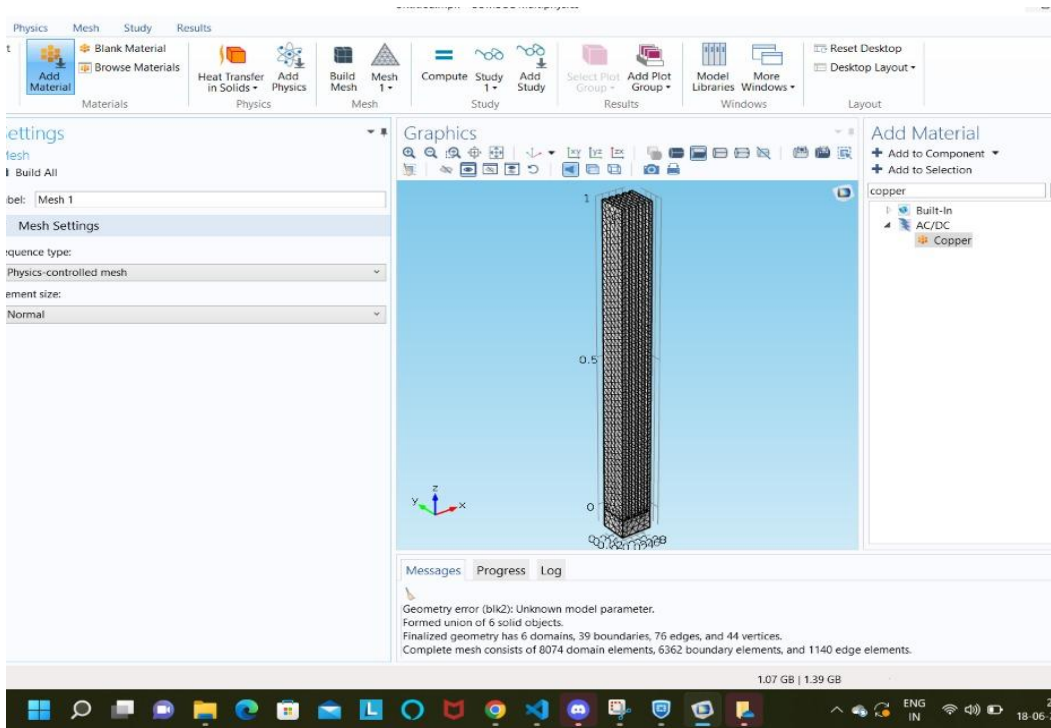 Physics Mesh Study Results
Add Material
Blank Material
Browse Materials
Materials
Heat Transfer in Solids
Add Physics
Physics
Build Mesh
Mesh 1
Mesh
Compute
Study 1
Add Study
Study
Select Plot Group
Add Plot Group
Results
Model Libraries
More Windows
Windows
Reset Desktop
Desktop Layout
Layout
ettings
Mesh
Build All
bel: Mesh 1
Mesh Settings
equence type:
Physics-controlled mesh
ement size:
Normal
Graphics
xy yz zx
1
0.5
0
z
y x
Messages Progress Log
Geometry error (blk2): Unknown model parameter.
Formed union of 6 solid objects.
Finalized geometry has 6 domains, 39 boundaries, 76 edges, and 44 vertices.
Complete mesh consists of 8074 domain elements, 6362 boundary elements, and 1140 edge elements.
Add Material
Add to Component
Add to Selection
copper
Built-In
AC/DC
Copper
1.07 GB | 1.39 GB
ENG
IN
18-06-